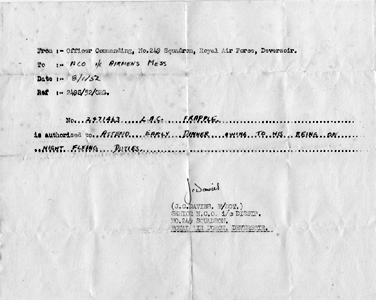 From :- Officer Commanding, No.249 Squadron, Royal Air Force, Deversoir.
To :- NCO i/c AIRMENS MESS
Date :- 8/1/52
Ref :- 249S/52/ORG.
No. 2471463 L.A.C. FRAPPLE.
is authorised to. ATTEND EARLY DINNER OWING TO HIS BEING ON
NIGHT FLYING DUTIES.
J. Davies
(J.C. DAVIES, F/SGT.)
SENIOR N.C.O. i/c DISCIP.
NO.249 SQUADRON.
ROYAL AIR FORCE, DEVERSOIR.